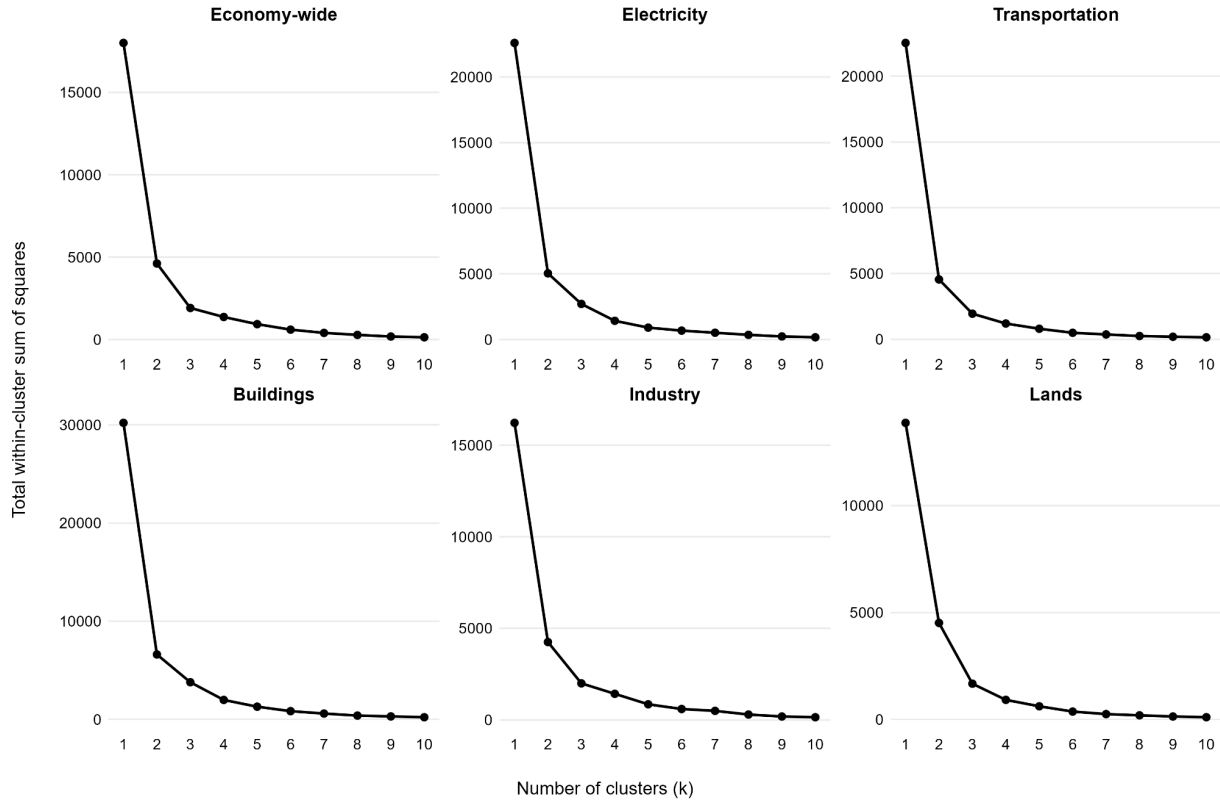 Economy-wide
Electricity
Transportation
15000
10000
5000
0
1 2 3 4 5 6 7 8 9 10
20000
15000
10000
5000
0
1 2 3 4 5 6 7 8 9 10
20000
15000
10000
5000
0
1 2 3 4 5 6 7 8 9 10
Buildings
Industry
Lands
30000
20000
10000
0
1 2 3 4 5 6 7 8 9 10
15000
10000
5000
0
1 2 3 4 5 6 7 8 9 10
10000
5000
0
1 2 3 4 5 6 7 8 9 10
Total within-cluster sum of squares
Number of clusters (k)